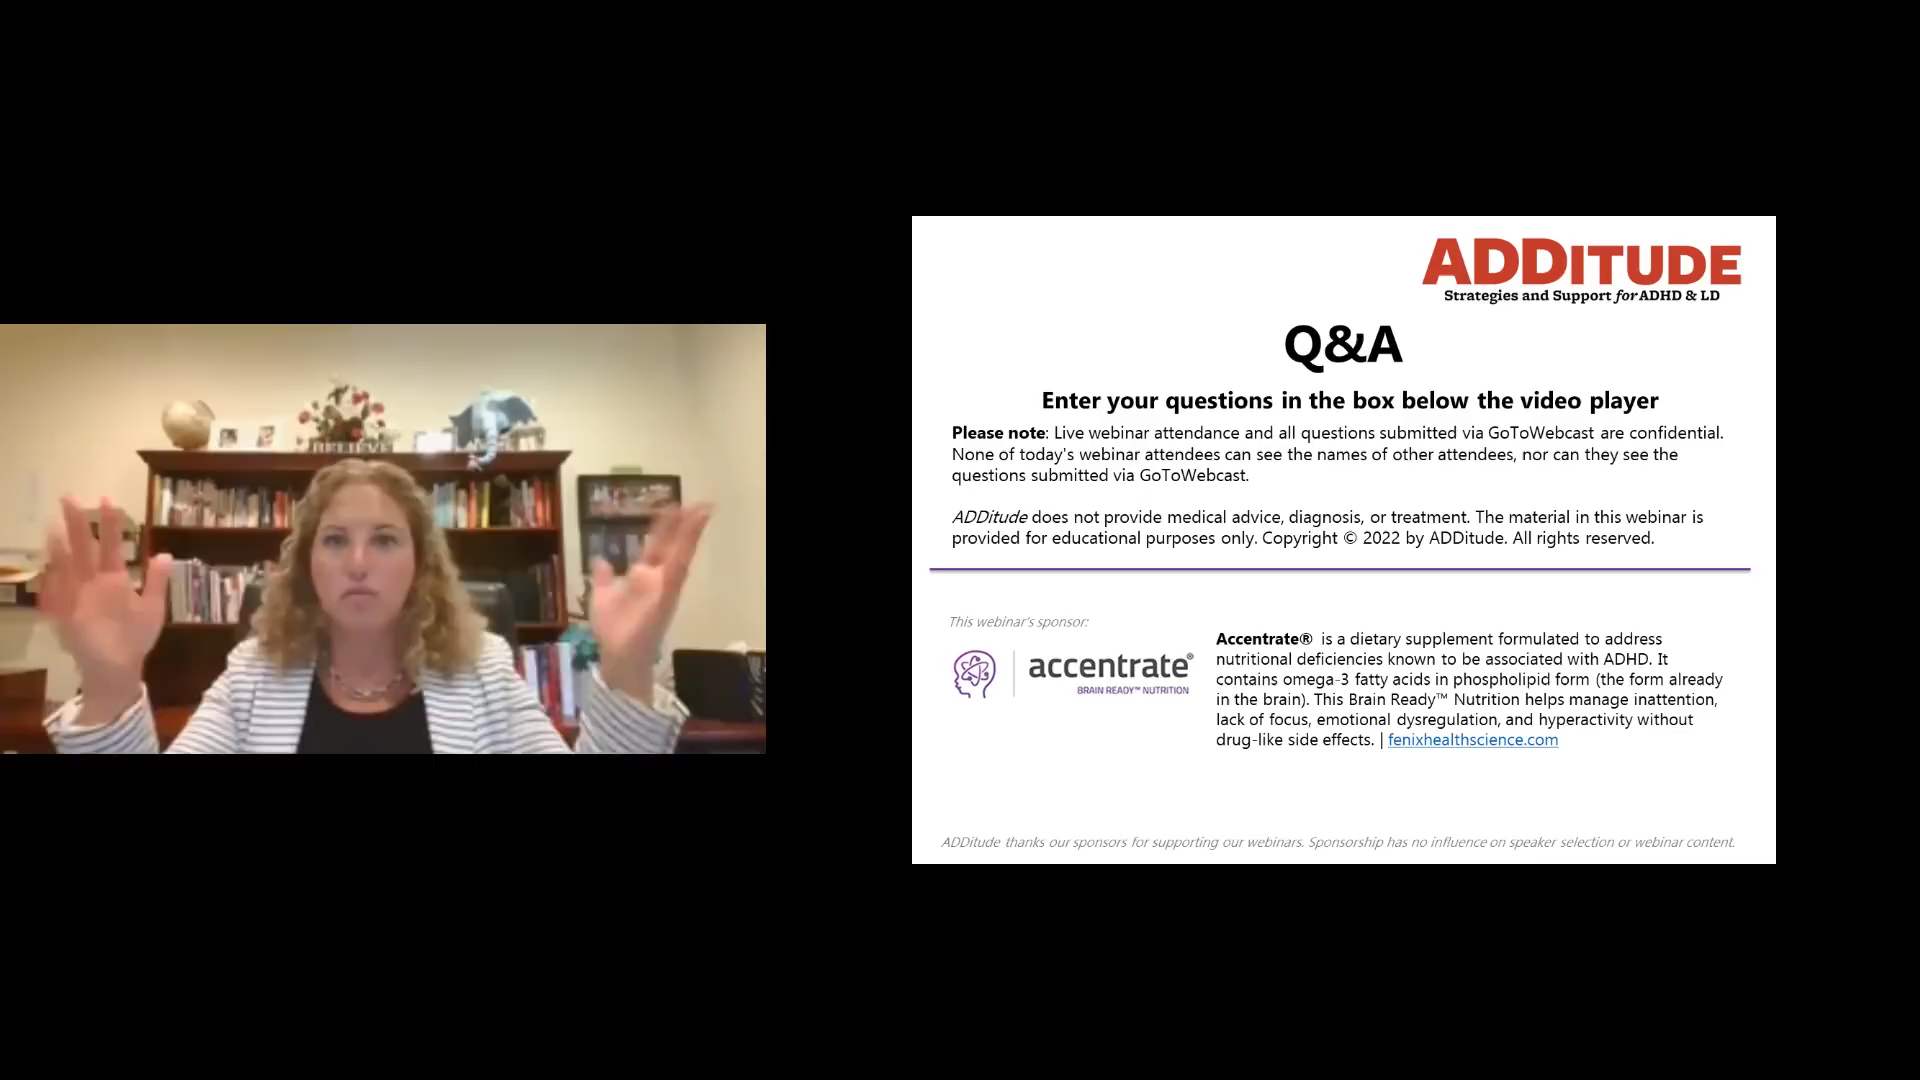 ADDITUDE
Strategies and Support for ADHD & LD
Q&A
Enter your questions in the box below the video player
Please note: Live webinar attendance and all questions submitted via GoToWebcast are confidential.
None of today's webinar attendees can see the names of other attendees, nor can they see the
questions submitted via GoToWebcast.
ADDitude does not provide medical advice, diagnosis, or treatment. The material in this webinar is
provided for educational purposes only. Copyright © 2022 by ADDitude. All rights reserved.
This webinar's sponsor:
accentrate®
BRAIN READY™ NUTRITION
Accentrate® is a dietary supplement formulated to address
nutritional deficiencies known to be associated with ADHD. It
contains omega-3 fatty acids in phospholipid form (the form already
in the brain). This Brain Ready™ Nutrition helps manage inattention,
lack of focus, emotional dysregulation, and hyperactivity without
drug-like side effects. | fenixhealthscience.com
ADDitude thanks our sponsors for supporting our webinars. Sponsorship has no influence on speaker selection or webinar content.